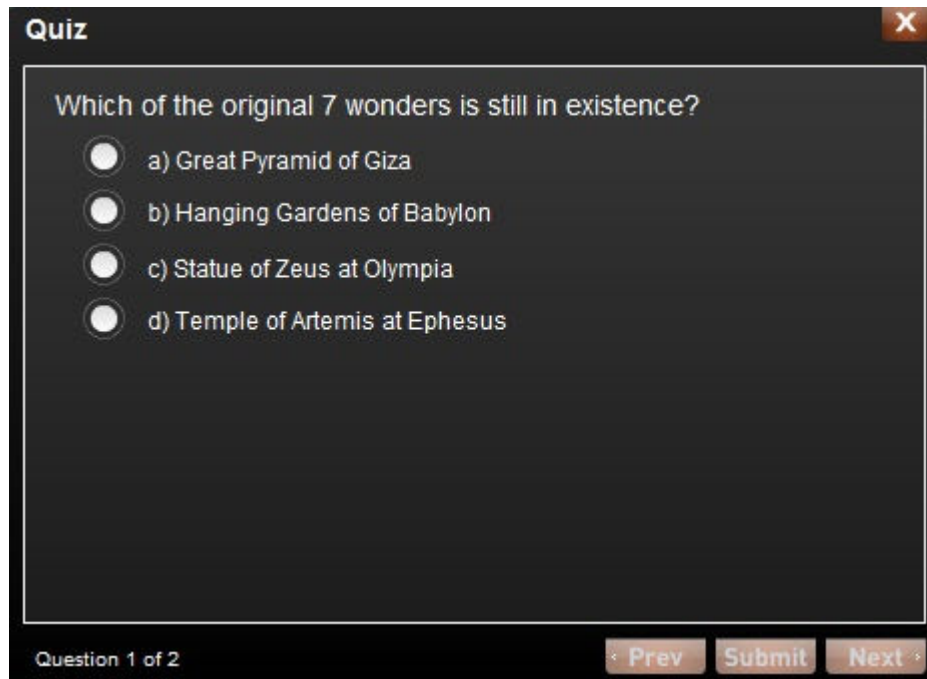 Quiz
X
Which of the original 7 wonders is still in existence?
a) Great Pyramid of Giza
b) Hanging Gardens of Babylon
c) Statue of Zeus at Olympia
d) Temple of Artemis at Ephesus
Question 1 of 2
‹ Prev Submit Next ›